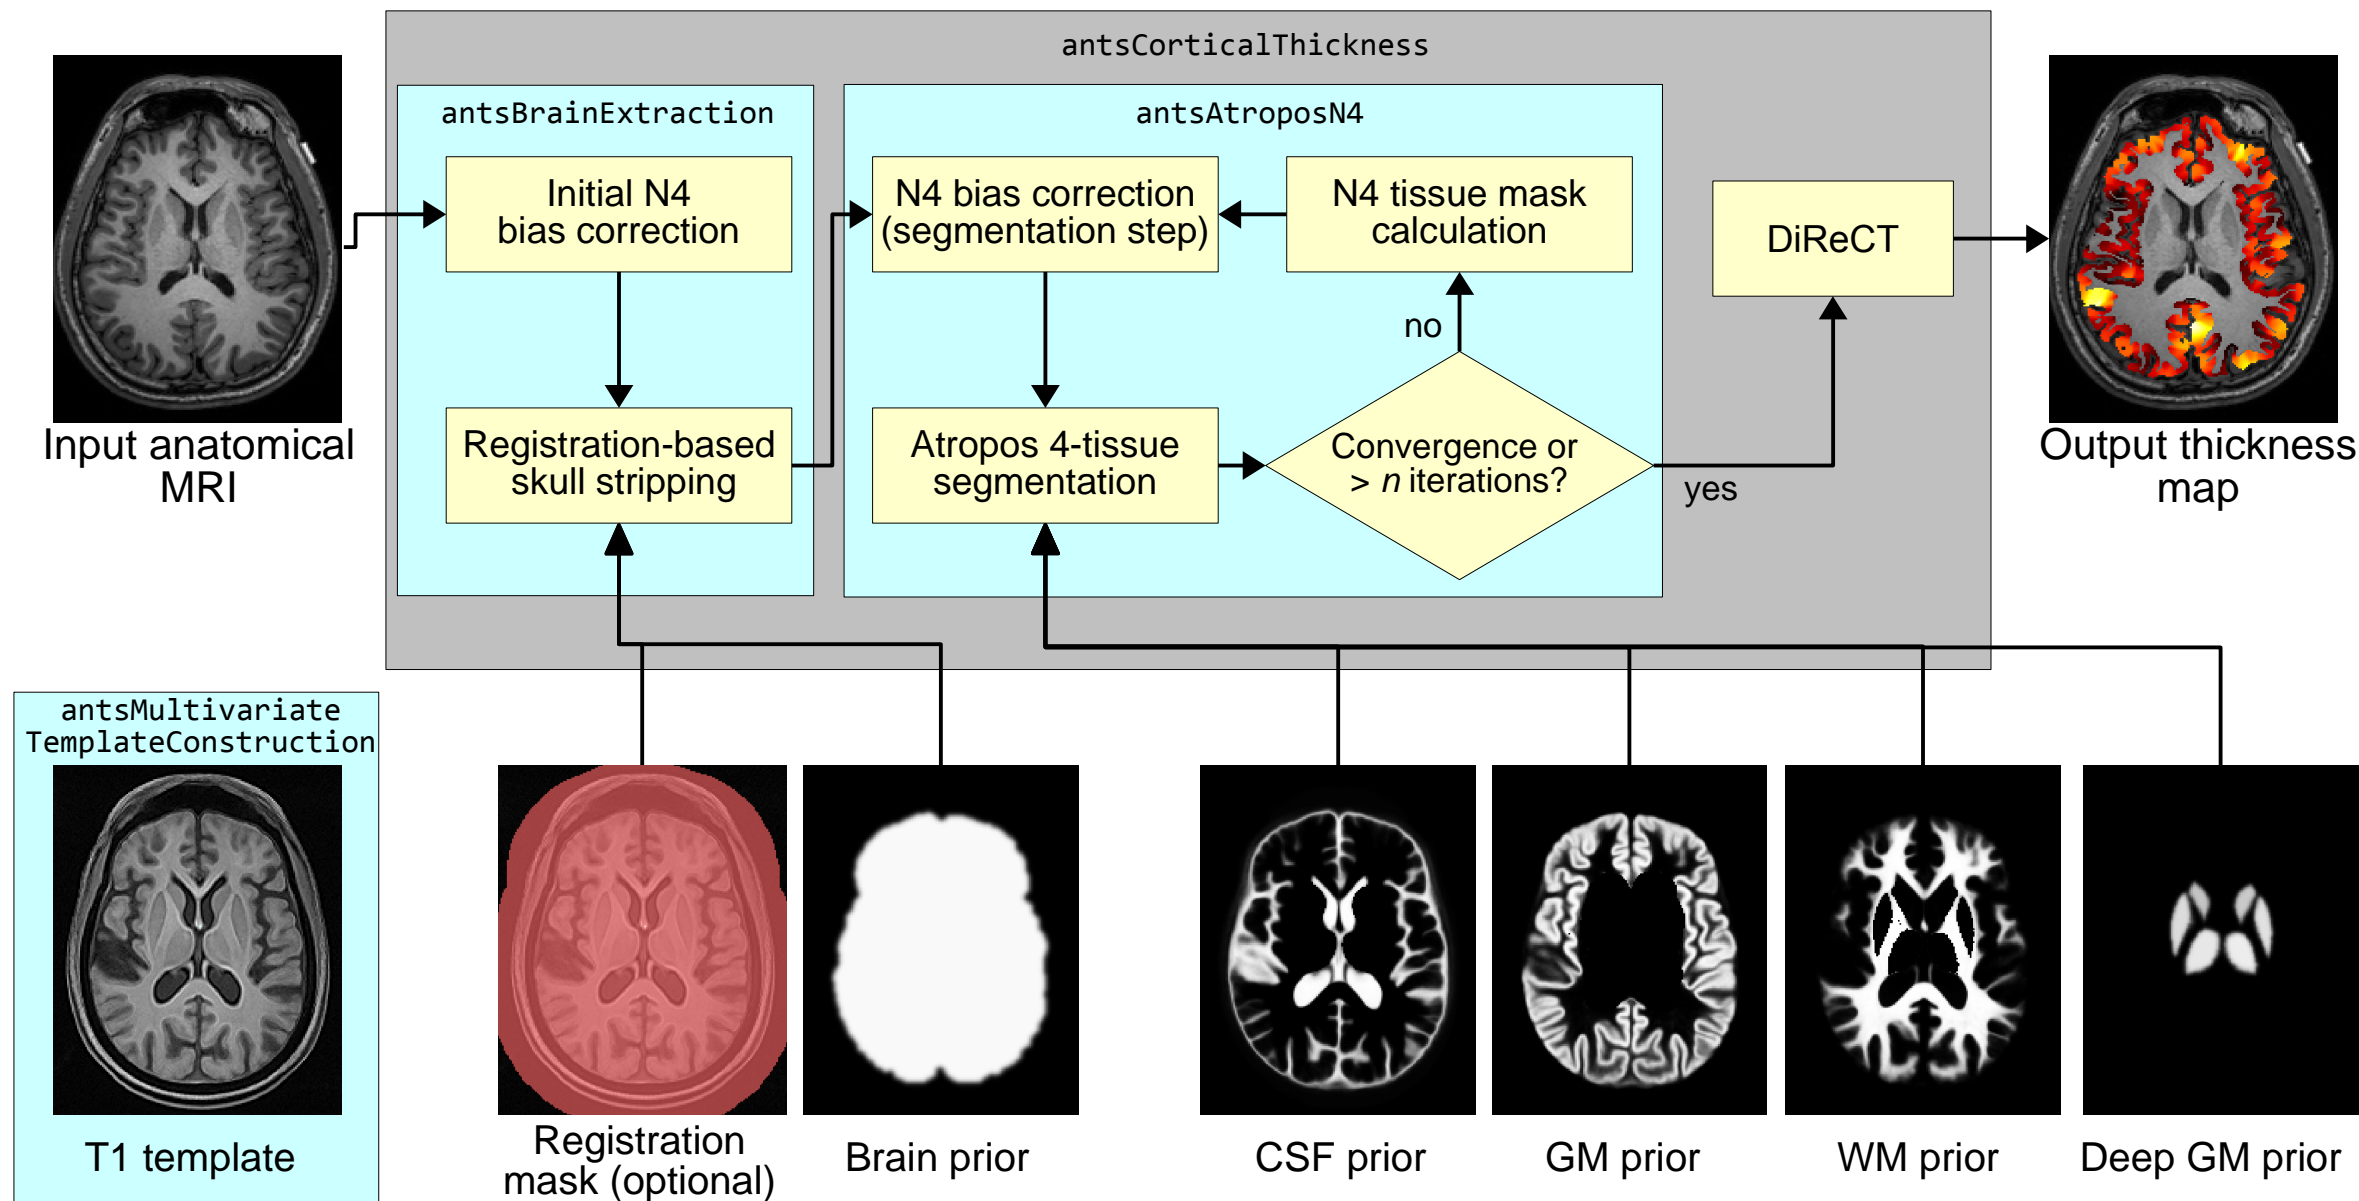 antsCorticalThickness
antsBrainExtraction
antsAtroposN4
Initial N4
bias correction
N4 bias correction
(segmentation step)
N4 tissue mask
calculation
DiReCT
no
Registration-based
skull stripping
Atropos 4-tissue
segmentation
Convergence or
> n iterations?
yes
Input anatomical
MRI
Output thickness
map
antsMultivariate
TemplateConstruction
T1 template
Registration
mask (optional)
Brain prior
CSF prior
GM prior
WM prior
Deep GM prior